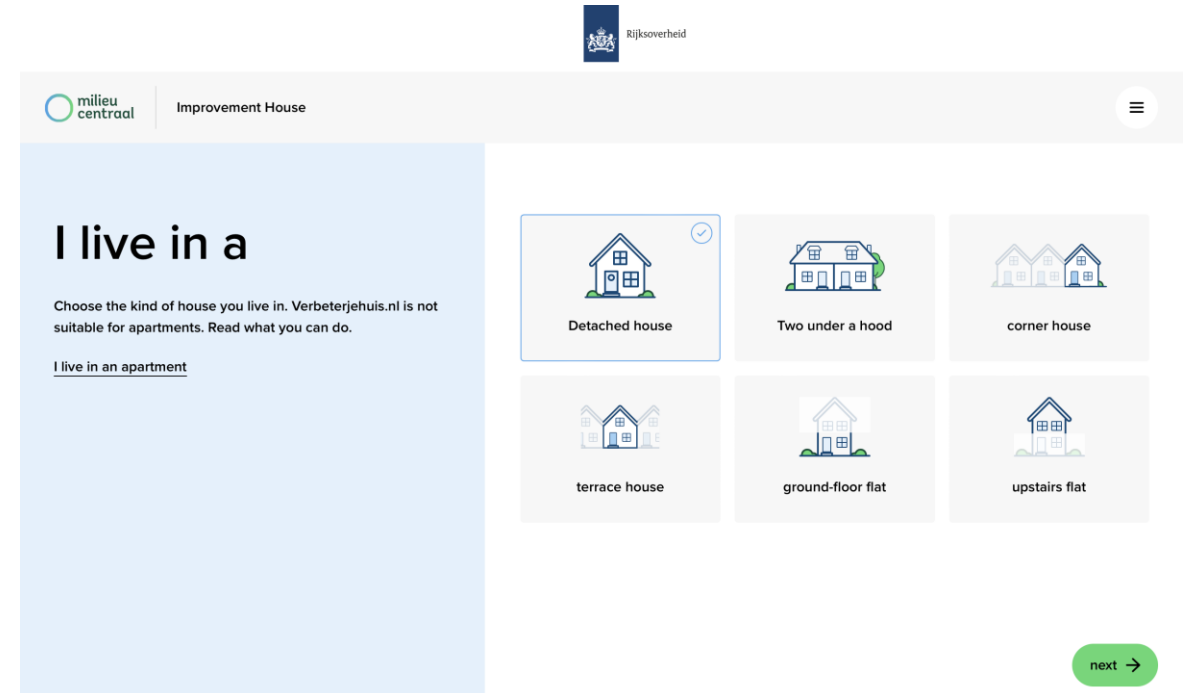 Rijksoverheid
milieu
centraal
Improvement House
I live in a
Choose the kind of house you live in. Verbeterjehuis.nl is not
suitable for apartments. Read what you can do.
I live in an apartment
Detached house
Two under a hood
corner house
terrace house
ground-floor flat
upstairs flat
next